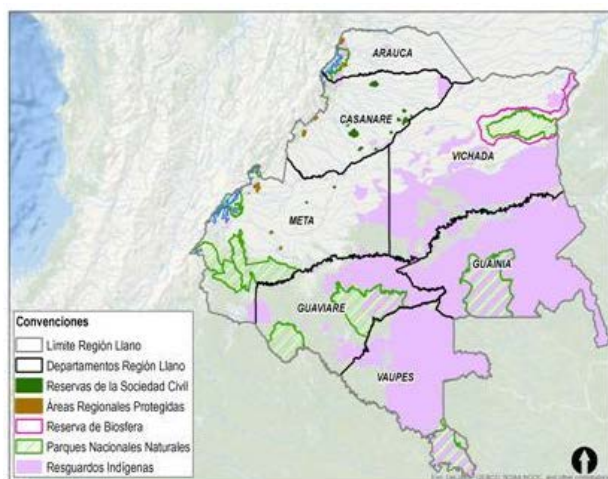 ARAUCA
CASANARE
VICHADA
META
GUAINIA
GUAVIARE
VAUPES
Convenciones
Límite Región Llano
Departamentos Región Llano
Reservas de la Sociedad Civil
Áreas Regionales Protegidas
Reserva de Biosfera
Parques Nacionales Naturales
Resguardos Indígenas